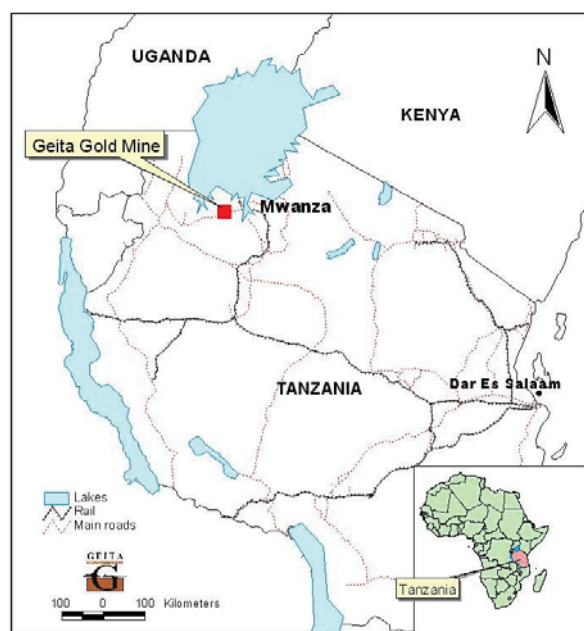 UGANDA
N
KENYA
Geita Gold Mine
Mwanza
Dar Es Salaam
TANZANIA
Lakes
Rail
Main roads
GEITA
G
100 0 100 Kilometers
Tanzania